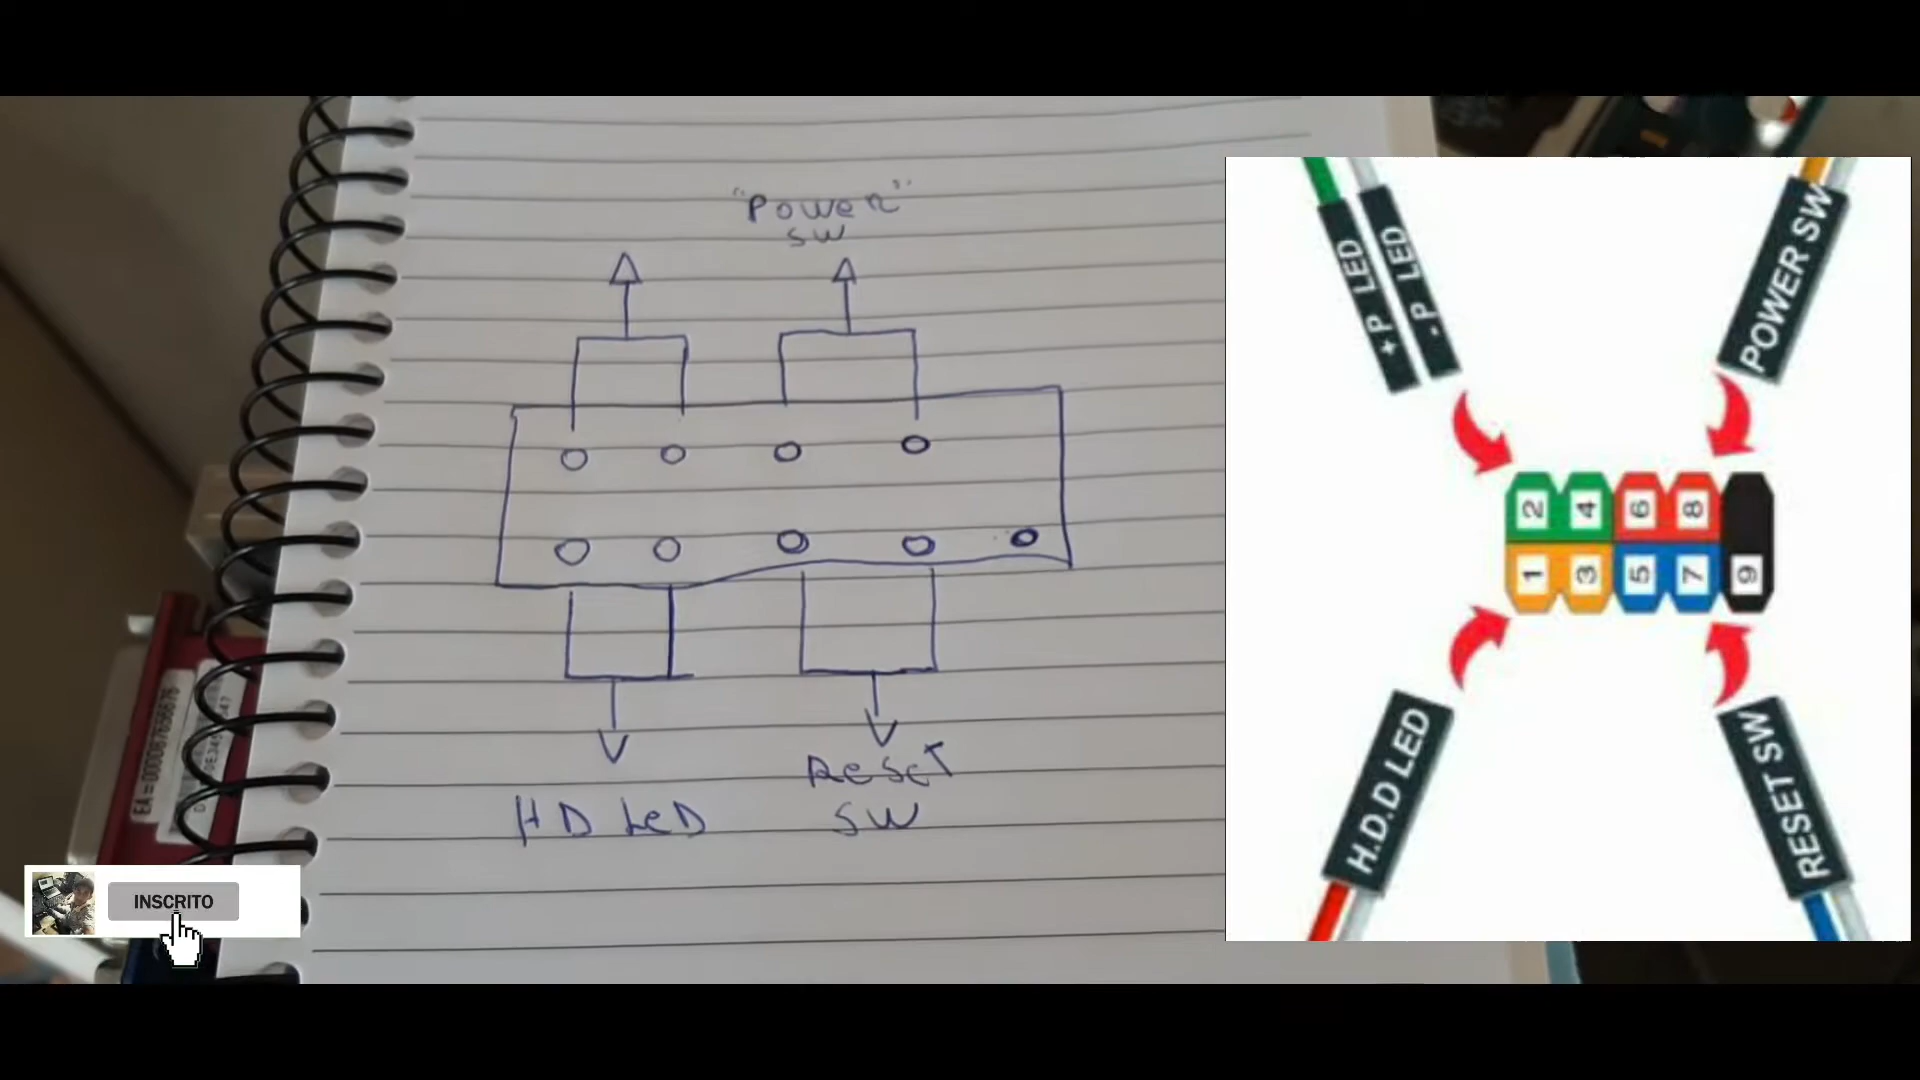 "Power"
SW
HD LeD
ReSeT
SW
+P LED
-P LED
POWER SW
2 4 6 8
1 3 5 7 9
H.D.D LED
RESET SW
INSCRITO